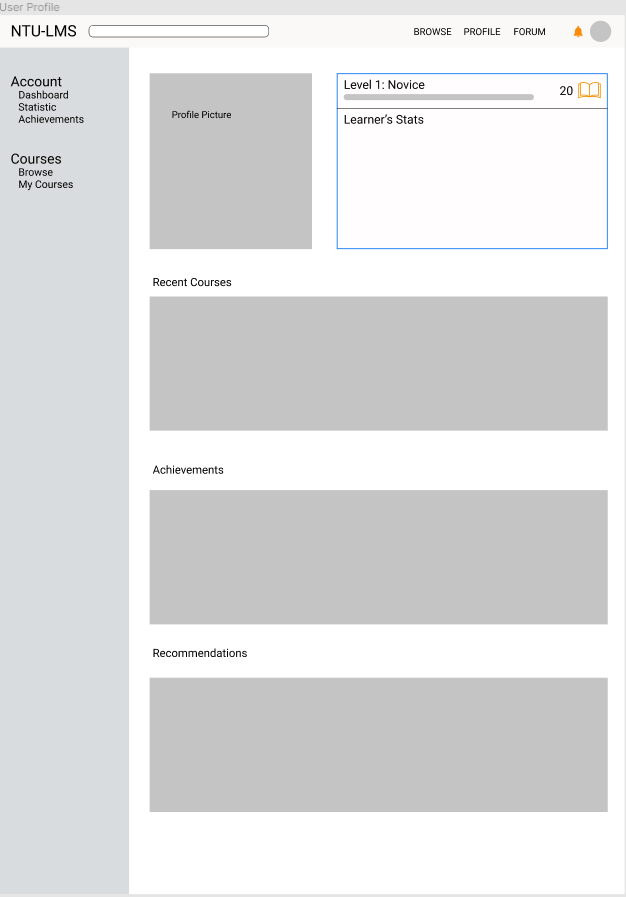 User Profile
NTU-LMS
BROWSE PROFILE FORUM
Account
Dashboard
Statistic
Achievements
Courses
Browse
My Courses
Profile Picture
Level 1: Novice
20
Learner's Stats
Recent Courses
Achievements
Recommendations